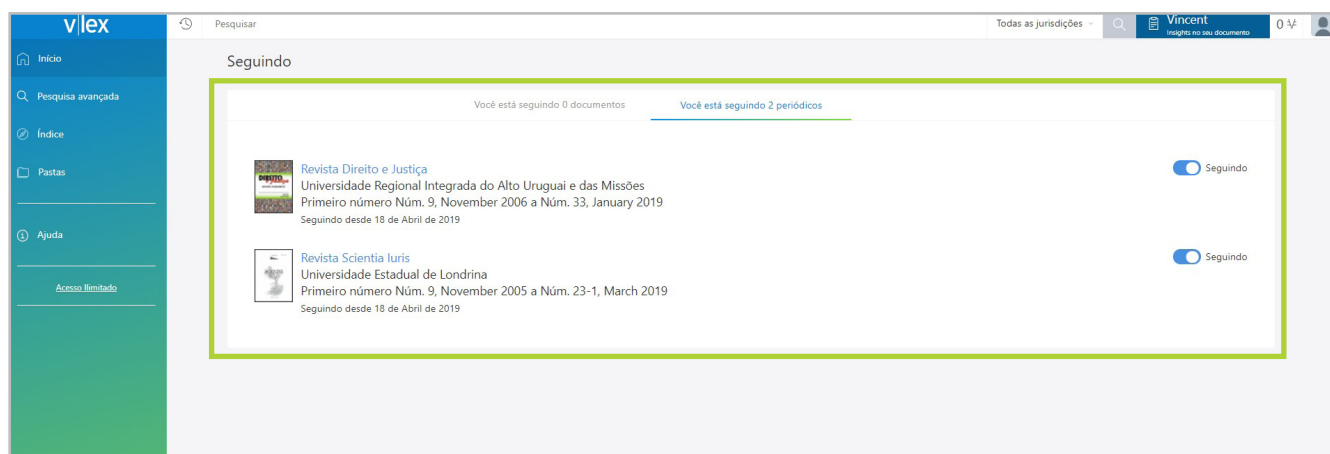 v|lex
Pesquisar
Todas as jurisdições
Vincent
Insights no seu documento
0
Início
Pesquisa avançada
Índice
Pastas
Ajuda
Acesso Ilimitado
Seguindo
Você está seguindo 0 documentos
Você está seguindo 2 periódicos
Revista Direito e Justiça
Universidade Regional Integrada do Alto Uruguai e das Missões
Primeiro número Núm. 9, November 2006 a Núm. 33, January 2019
Seguindo desde 18 de Abril de 2019
Seguindo
Revista Scientia Iuris
Universidade Estadual de Londrina
Primeiro número Núm. 9, November 2005 a Núm. 23-1, March 2019
Seguindo desde 18 de Abril de 2019
Seguindo